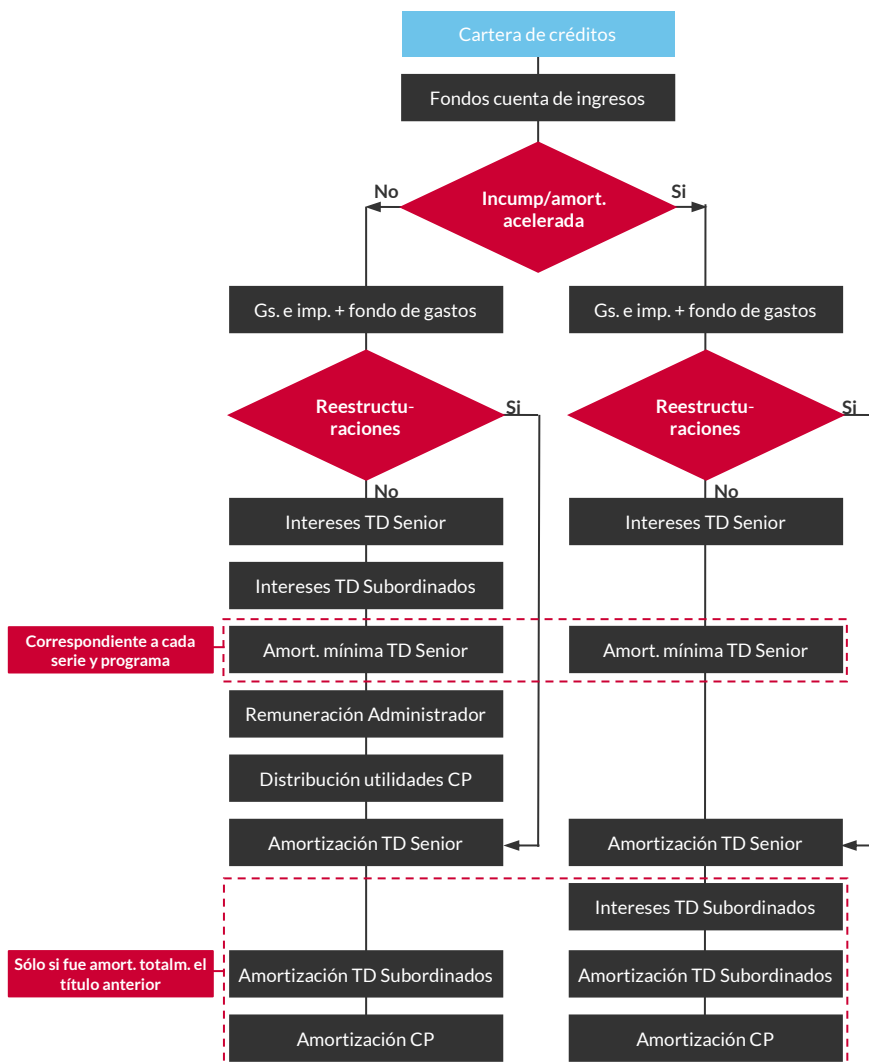 Cartera de créditos
Fondos cuenta de ingresos
No
Incump/amort.
acelerada
Si
Gs. e imp. + fondo de gastos
Gs. e imp. + fondo de gastos
Reestructu-
raciones
Si
No
Reestructu-
raciones
Si
No
Intereses TD Senior
Intereses TD Senior
Intereses TD Subordinados
Correspondiente a cada
serie y programa
Amort. mínima TD Senior
Amort. mínima TD Senior
Remuneración Administrador
Distribución utilidades CP
Amortización TD Senior
Amortización TD Senior
Intereses TD Subordinados
Sólo si fue amort. totalm. el
título anterior
Amortización TD Subordinados
Amortización TD Subordinados
Amortización CP
Amortización CP